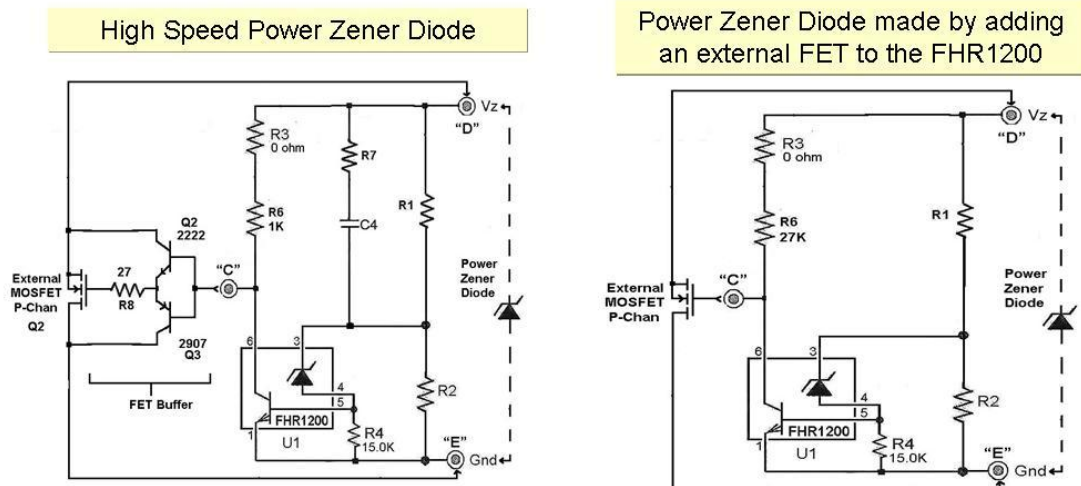 High Speed Power Zener Diode
Vz
"D"
R3
0 ohm
R7
R6
1K
C4
R1
Q2
2222
"C"
27
R8
External
MOSFET
P-Chan
Q2
2907
Q3
FET Buffer
Power
Zener
Diode
6
3
4
5
FHR1200
1
U1
R4
15.0K
R2
"E"
Gnd
Power Zener Diode made by adding
an external FET to the FHR1200
Vz
"D"
R3
0 ohm
R6
27K
R1
"C"
External
MOSFET
P-Chan
Power
Zener
Diode
6
3
4
5
FHR1200
1
U1
R4
15.0K
R2
"E"
Gnd